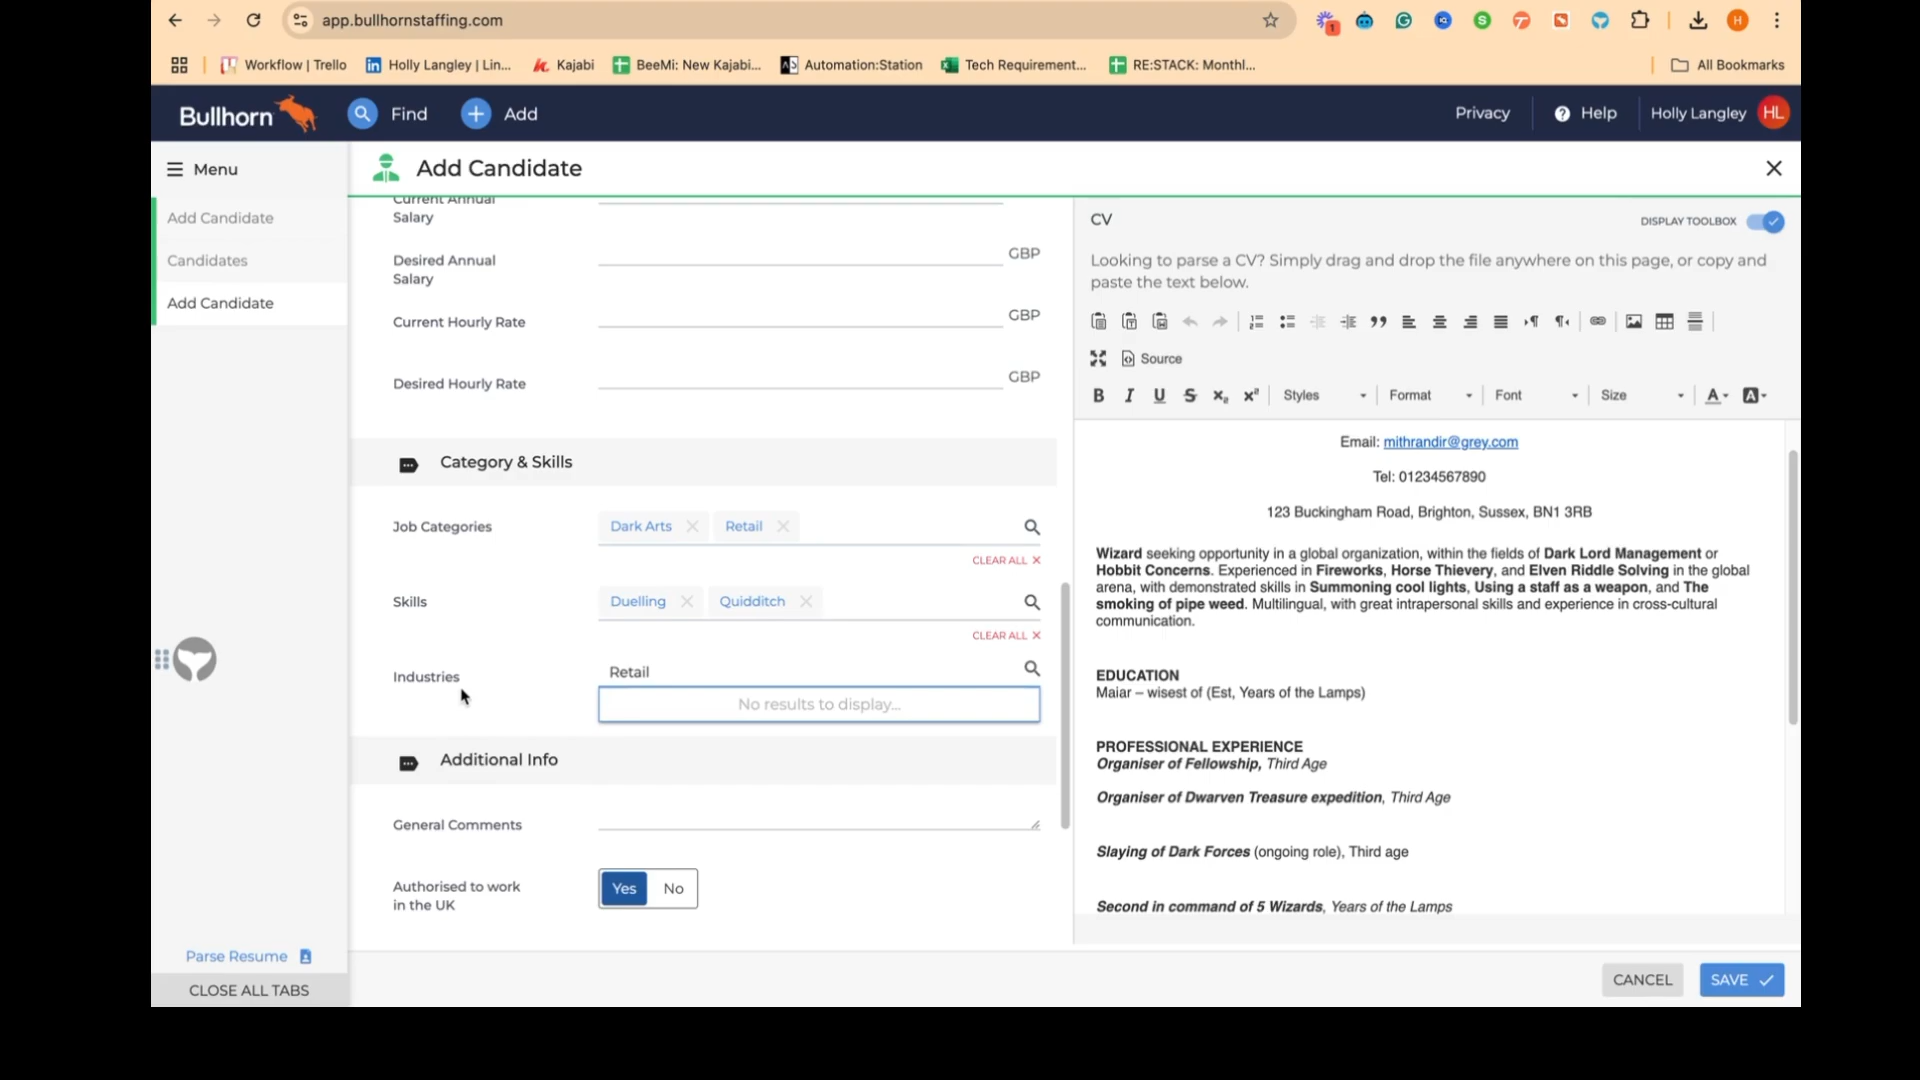 app.bullhornstaffing.com
1
H
Workflow | Trello
Holly Langley | Lin...
Kajabi
BeeMi: New Kajabi...
Automation:Station
Tech Requirement...
RE:STACK: Monthl...
All Bookmarks
Bullhorn
Find
Add
Privacy
Help
Holly Langley
HL
Menu
Add Candidate
Candidates
Add Candidate
Parse Resume
CLOSE ALL TABS
Add Candidate
Current Annual
Salary
Desired Annual
Salary
GBP
Current Hourly Rate
GBP
Desired Hourly Rate
GBP
Category & Skills
Job Categories
Dark Arts
Retail
CLEAR ALL
Skills
Duelling
Quidditch
CLEAR ALL
Industries
Retail
No results to display...
Additional Info
General Comments
Authorised to work
in the UK
Yes
No
CV
DISPLAY TOOLBOX
Looking to parse a CV? Simply drag and drop the file anywhere on this page, or copy and
paste the text below.
Source
Styles
Format
Font
Size
Email: mithrandir@grey.com
Tel: 01234567890
123 Buckingham Road, Brighton, Sussex, BN1 3RB
Wizard seeking opportunity in a global organization, within the fields of Dark Lord Management or
Hobbit Concerns. Experienced in Fireworks, Horse Thievery, and Elven Riddle Solving in the global
arena, with demonstrated skills in Summoning cool lights, Using a staff as a weapon, and The
smoking of pipe weed. Multilingual, with great intrapersonal skills and experience in cross-cultural
communication.
EDUCATION
Maiar – wisest of (Est, Years of the Lamps)
PROFESSIONAL EXPERIENCE
Organiser of Fellowship, Third Age
Organiser of Dwarven Treasure expedition, Third Age
Slaying of Dark Forces (ongoing role), Third age
Second in command of 5 Wizards, Years of the Lamps
CANCEL
SAVE